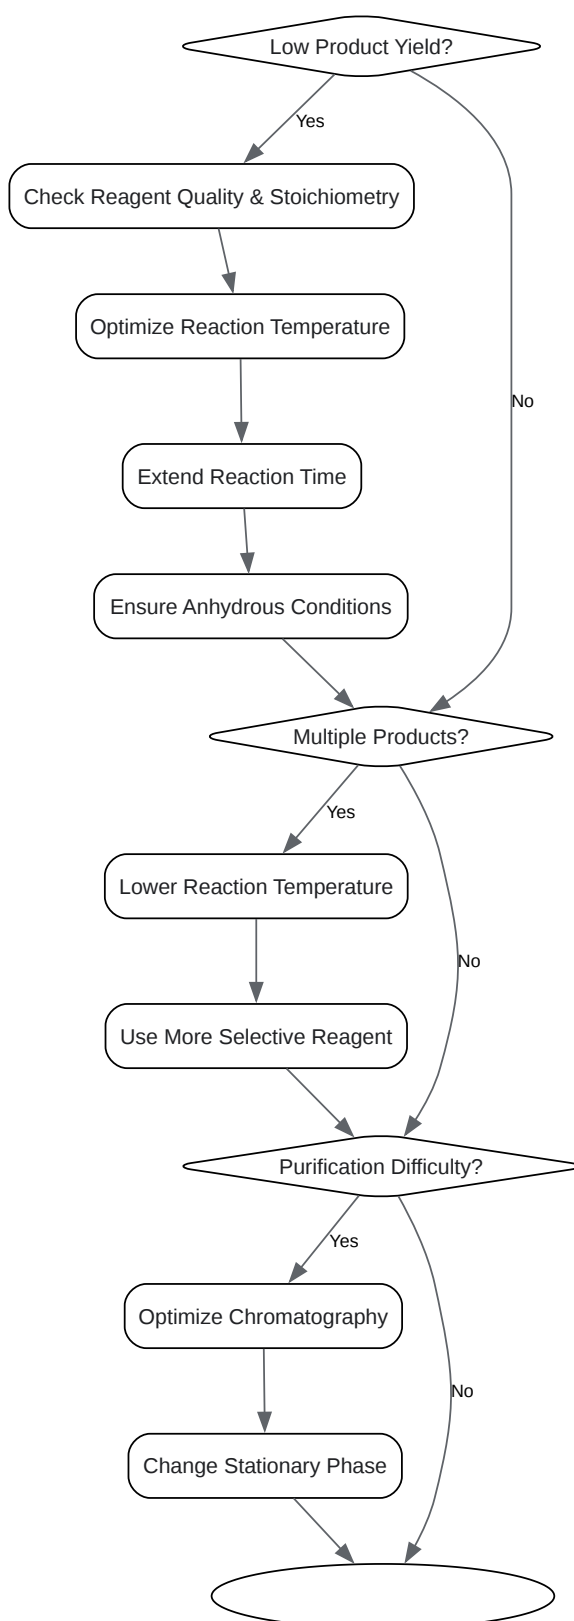 Low Product Yield?
Yes
Check Reagent Quality & Stoichiometry
Optimize Reaction Temperature
No
Extend Reaction Time
Ensure Anhydrous Conditions
Multiple Products?
Yes
Lower Reaction Temperature
No
Use More Selective Reagent
Purification Difficulty?
Yes
Optimize Chromatography
No
Change Stationary Phase